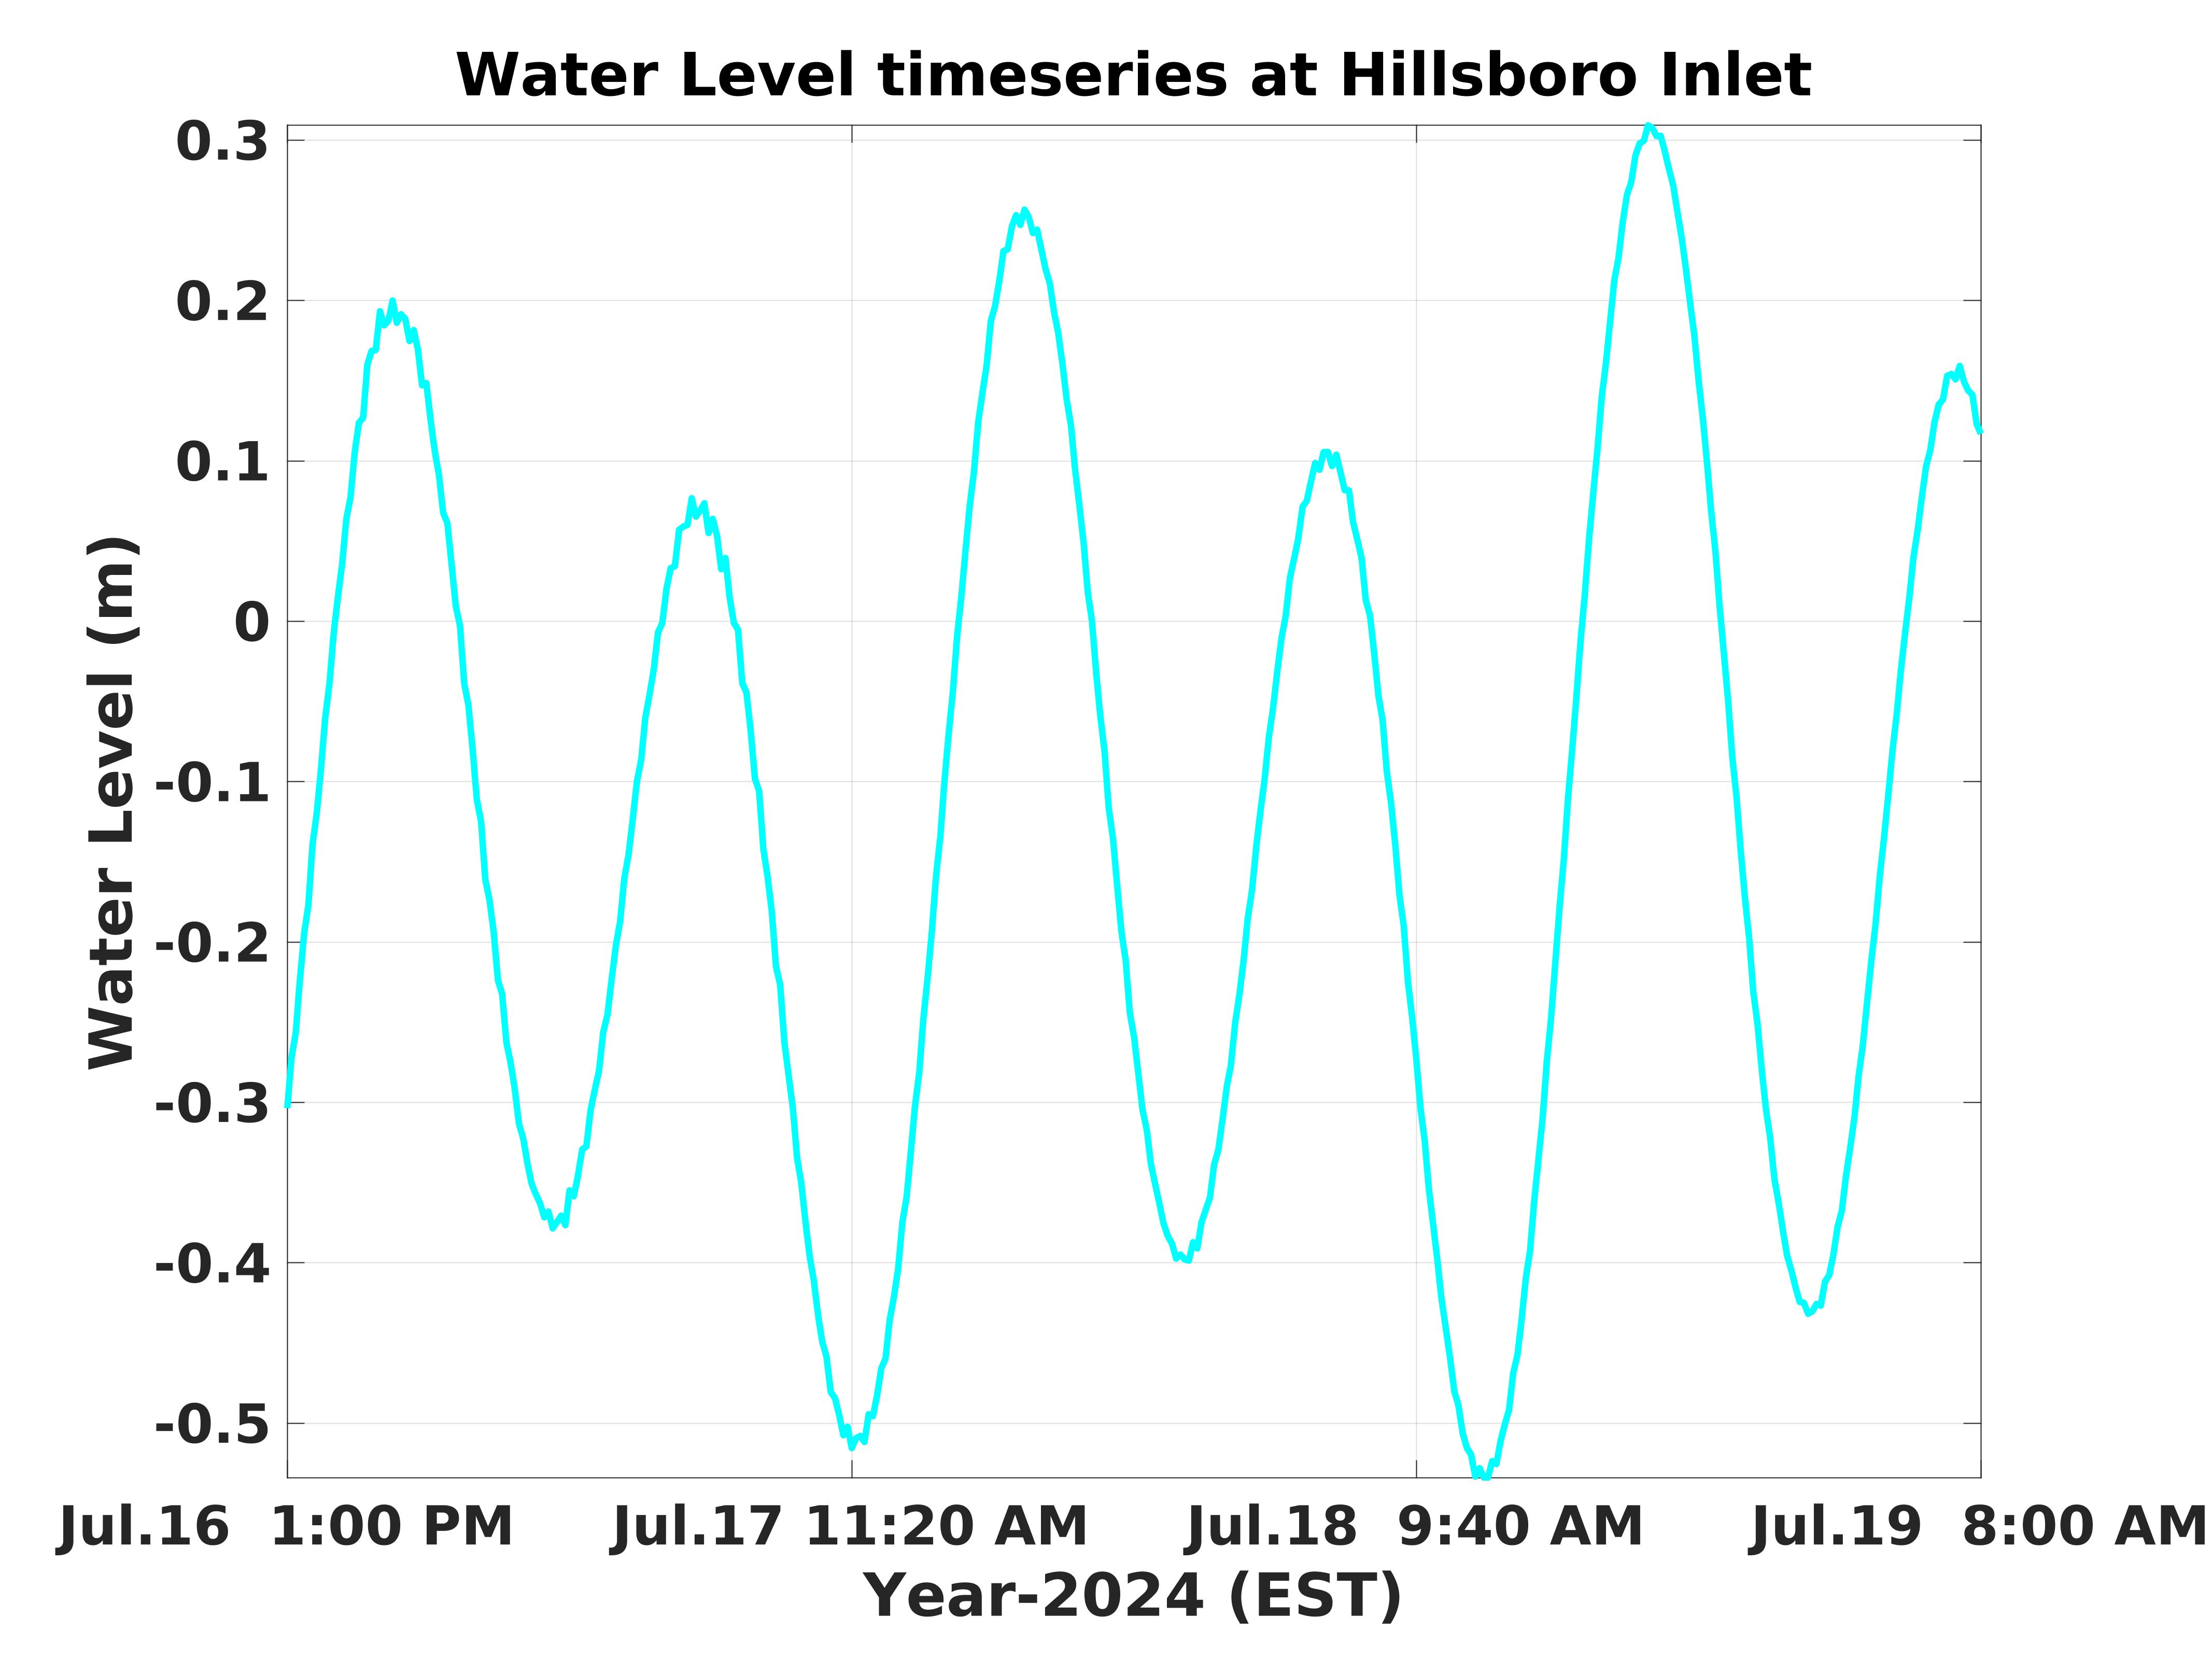 Water Level timeseries at Hillsboro Inlet
0.3
0.2
0.1
0
-0.1
-0.2
-0.3
-0.4
-0.5
Water Level (m)
Jul.16 1:00 PM Jul.17 11:20 AM Jul.18 9:40 AM Jul.19 8:00 AM
Year-2024 (EST)